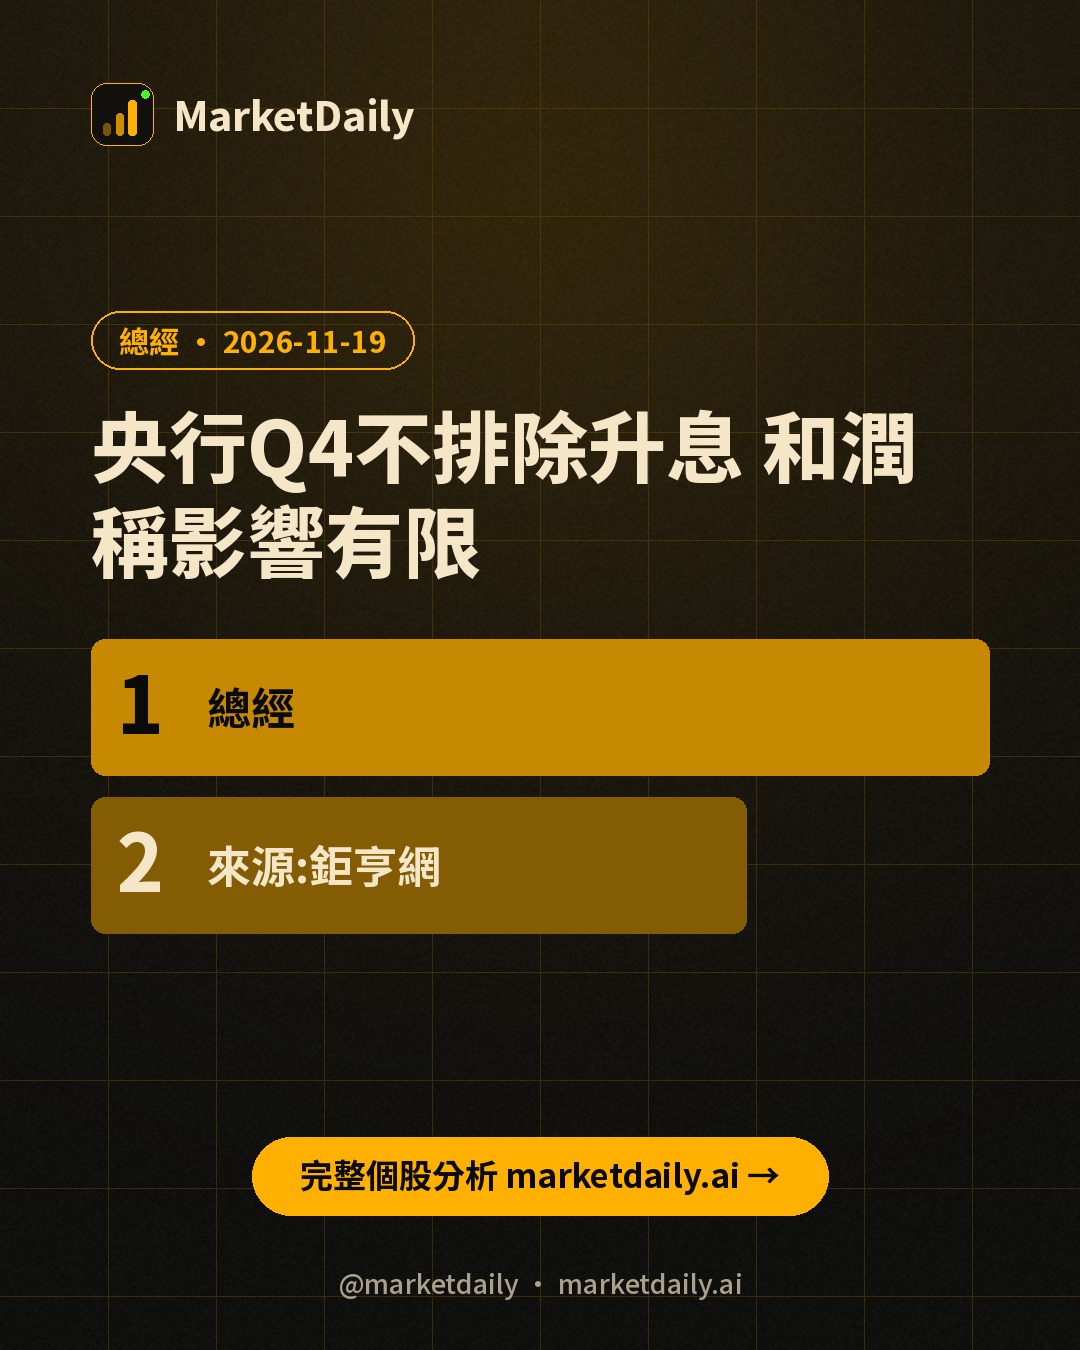 MarketDaily
總經 • 2026-11-19
央行Q4不排除升息 和潤
稱影響有限
1 總經
2 來源:鉅亨網
完整個股分析 marketdaily.ai →
@marketdaily • marketdaily.ai